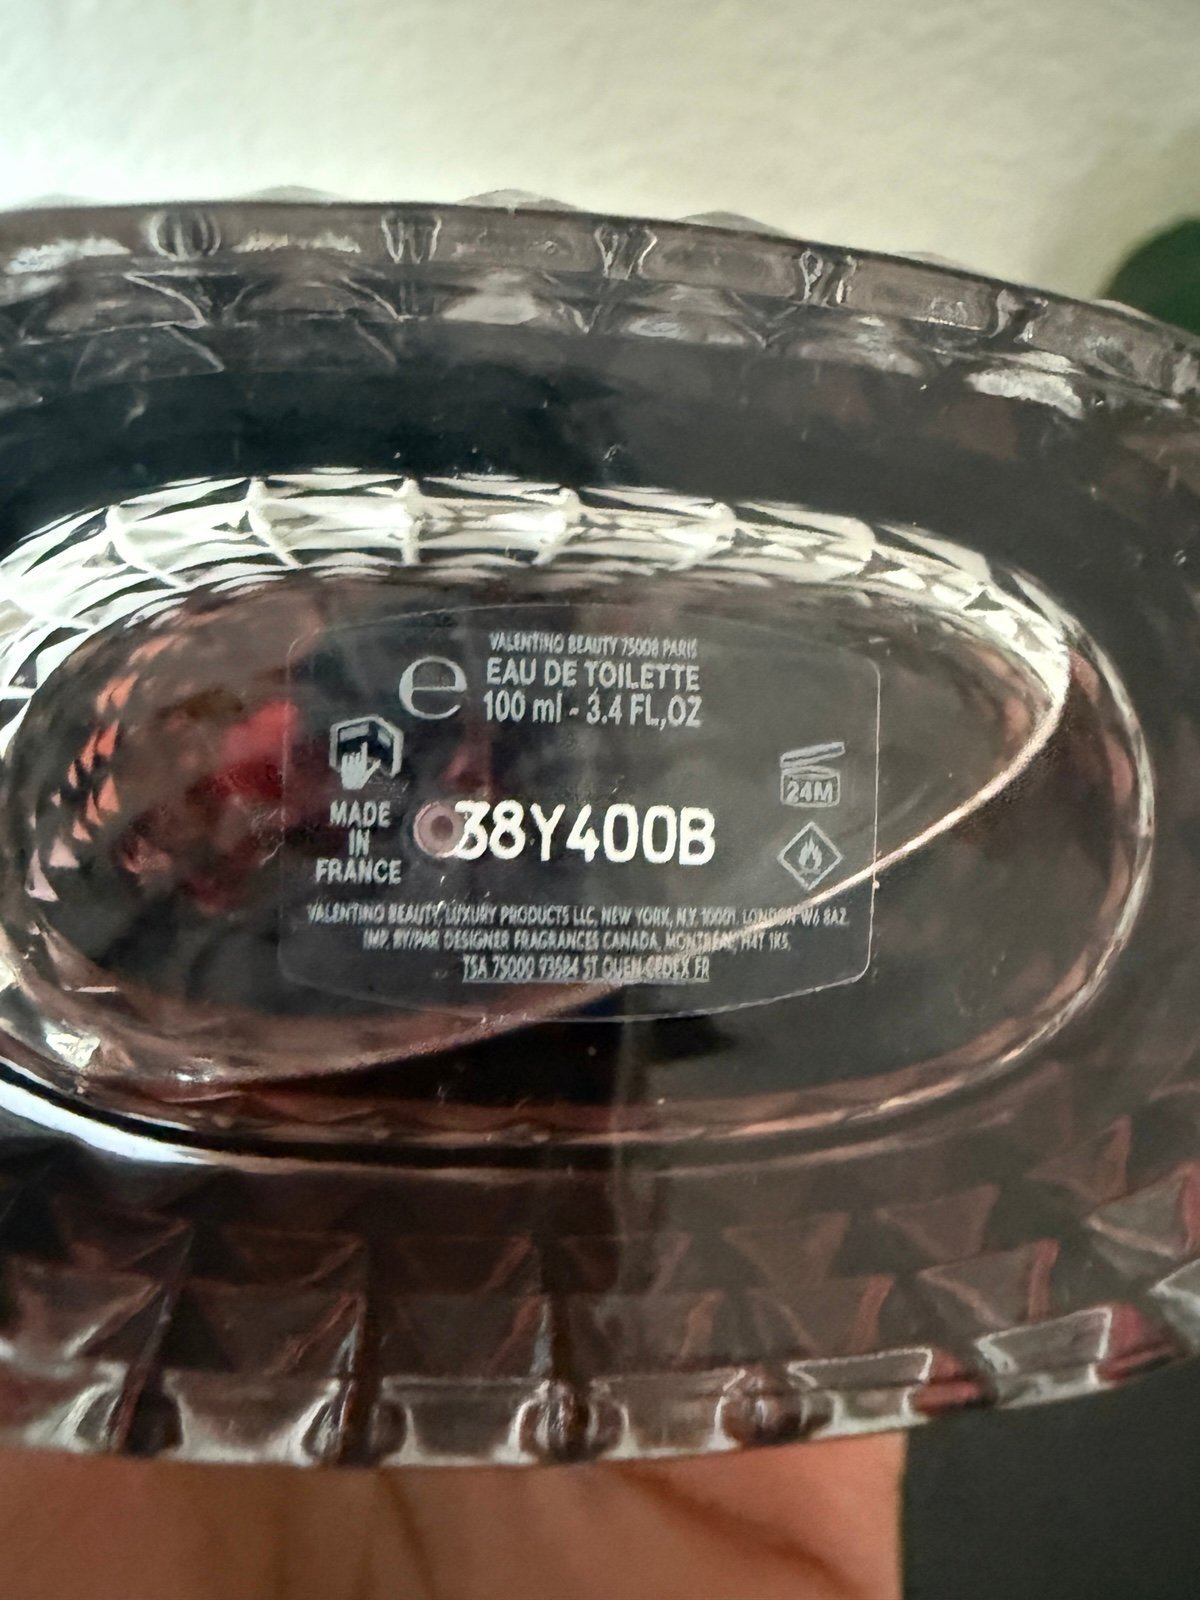 VALENTINO BEAUTY 75008 PARIS
e
EAU DE TOILETTE
100 ml - 3.4 FL,OZ
24M
MADE
IN
FRANCE
38Y400B
VALENTINO BEAUTY, LUXURY PRODUCTS LLC, NEW YORK, N.Y. 10001, LONDON W6 8AZ
IMP. BY/PAR DESIGNER FRAGRANCES CANADA, MONTREAL, H4T 1K5,
TSA 75000 93584 ST OUEN CEDEX FR